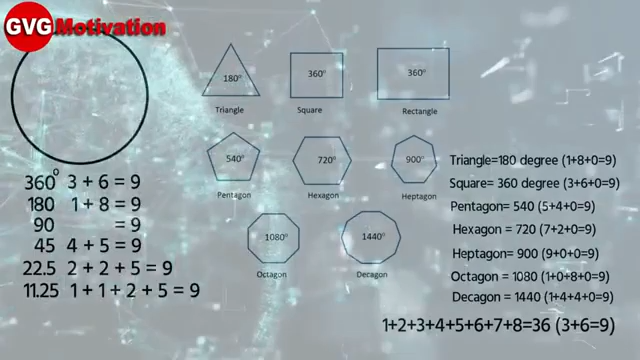 GVG Motivation
360° 3 + 6 = 9
180 1 + 8 = 9
90 = 9
45 4 + 5 = 9
22.5 2 + 2 + 5 = 9
11.25 1 + 1 + 2 + 5 = 9
180° 360° 360°
Triangle Square Rectangle
540° 720° 900°
Pentagon Hexagon Heptagon
1080° 1440°
Octagon Decagon
Triangle=180 degree (1+8+0=9)
Square= 360 degree (3+6+0=9)
Pentagon= 540 (5+4+0=9)
Hexagon = 720 (7+2+0=9)
Heptagon= 900 (9+0+0=9)
Octagon = 1080 (1+0+8+0=9)
Decagon = 1440 (1+4+4+0=9)
1+2+3+4+5+6+7+8=36 (3+6=9)